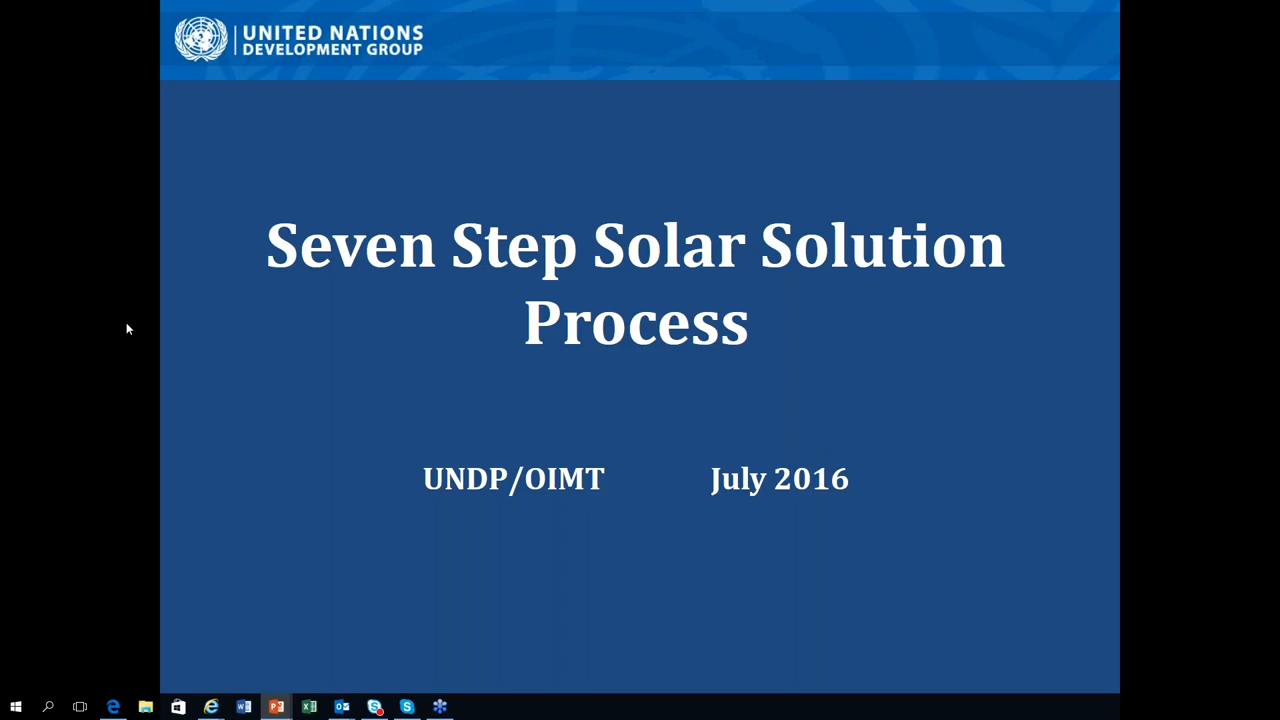 UNITED NATIONS
DEVELOPMENT GROUP
Seven Step Solar Solution
Process
UNDP/OIMT July 2016